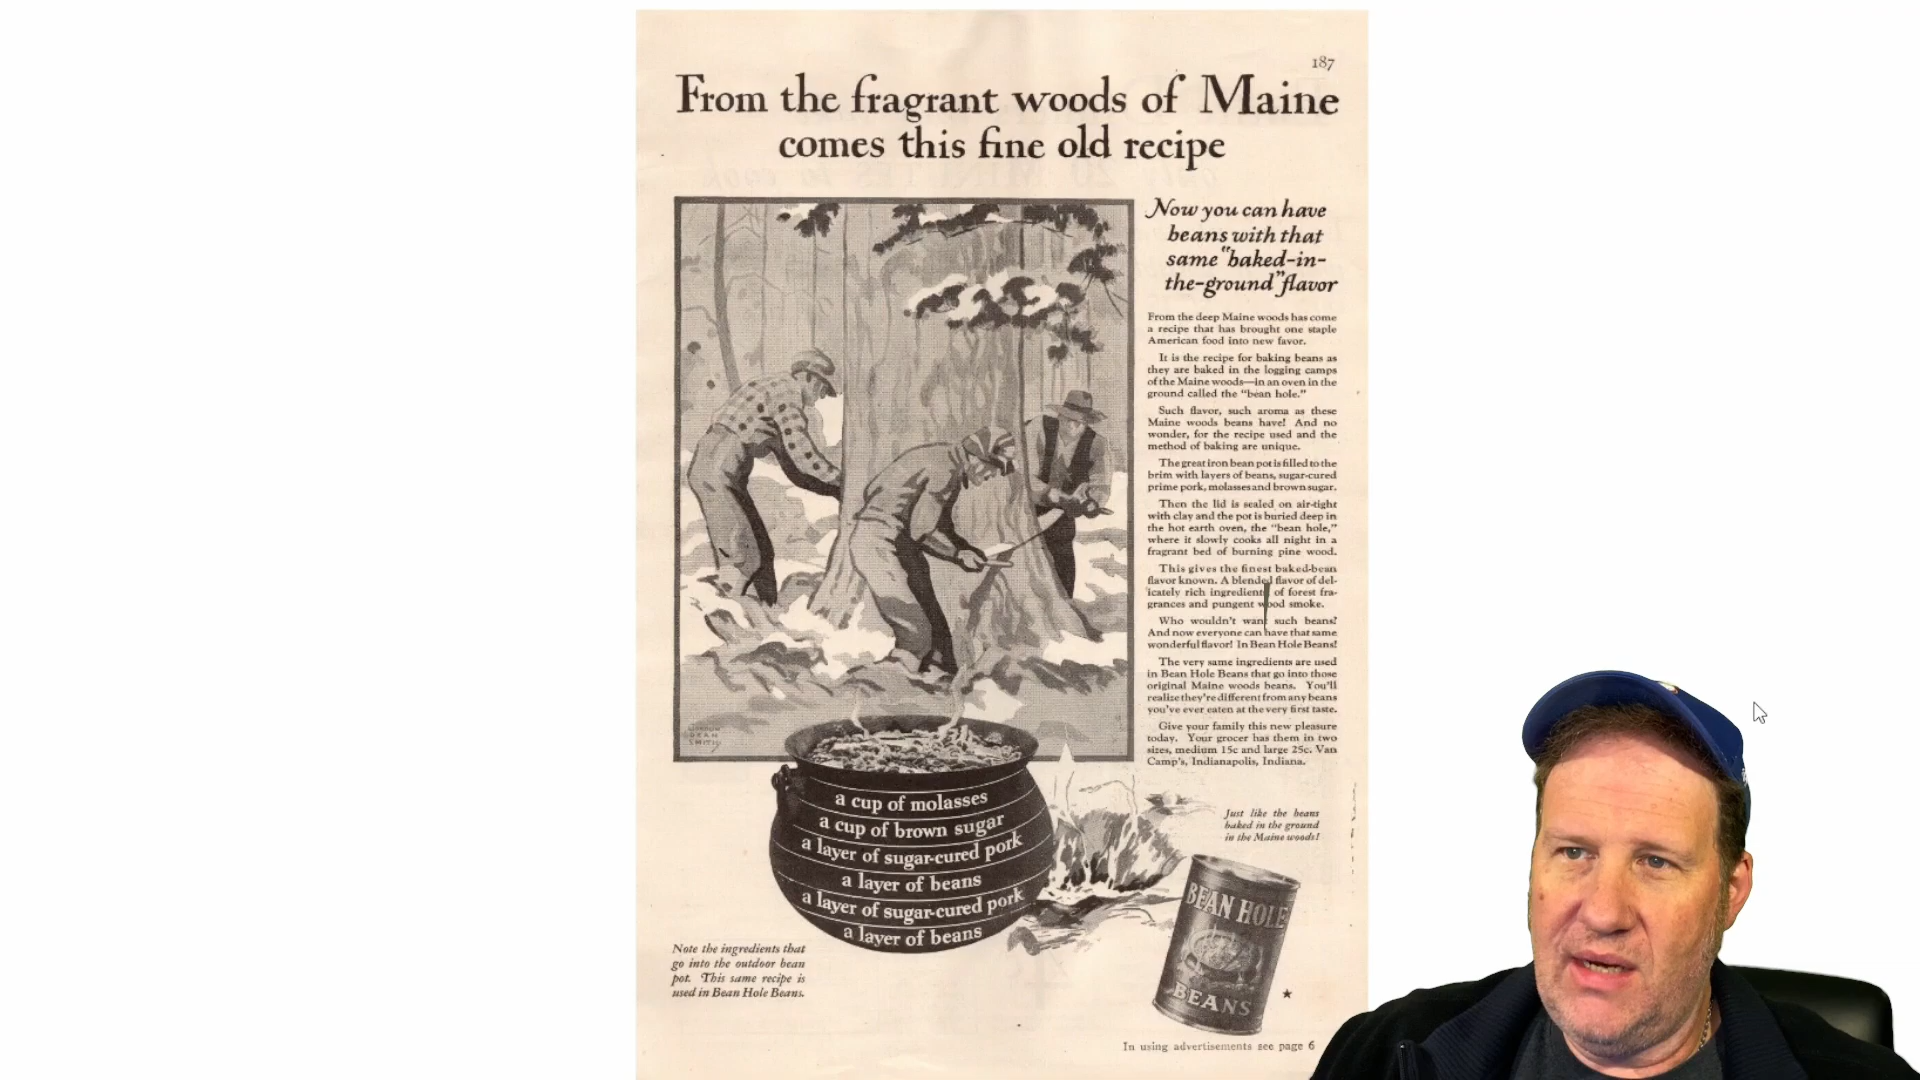 187
From the fragrant woods of Maine
comes this fine old recipe
Now you can have
beans with that
same "baked-in-
the-ground" flavor
From the deep Maine woods has come
a recipe that has brought one staple
American food into new favor.
It is the recipe for baking beans as
they are baked in the logging camps
of the Maine woods—in an oven in the
ground called the "bean hole."
Such flavor, such aroma as these
Maine woods beans have! And no
wonder, for the recipe used and the
method of baking are unique.
The great iron bean pot is filled to the
brim with layers of beans, sugar-cured
prime pork, molasses and brown sugar.
Then the lid is sealed on air-tight
with clay and the pot is buried deep in
the hot earth oven, the "bean hole,"
where it slowly cooks all night in a
fragrant bed of burning pine wood.
This gives the finest baked-bean
flavor known. A blended flavor of del-
icately rich ingredients, of forest fra-
grances and pungent wood smoke.
Who wouldn't want such beans?
And now everyone can have that same
wonderful flavor! In Bean Hole Beans!
The very same ingredients are used
in Bean Hole Beans that go into those
original Maine woods beans. You'll
realize they're different from any beans
you've ever eaten at the very first taste.
Give your family this new pleasure
today. Your grocer has them in two
sizes, medium 15c and large 25c. Van
Camp's, Indianapolis, Indiana.
GORDON
DEAN
SMITH
a cup of molasses
a cup of brown sugar
a layer of sugar-cured pork
a layer of beans
a layer of sugar-cured pork
a layer of beans
Just like the beans
baked in the ground
in the Maine woods!
BEAN HOLE
BEANS
Note the ingredients that
go into the outdoor bean
pot. This same recipe is
used in Bean Hole Beans.
In using advertisements see page 6